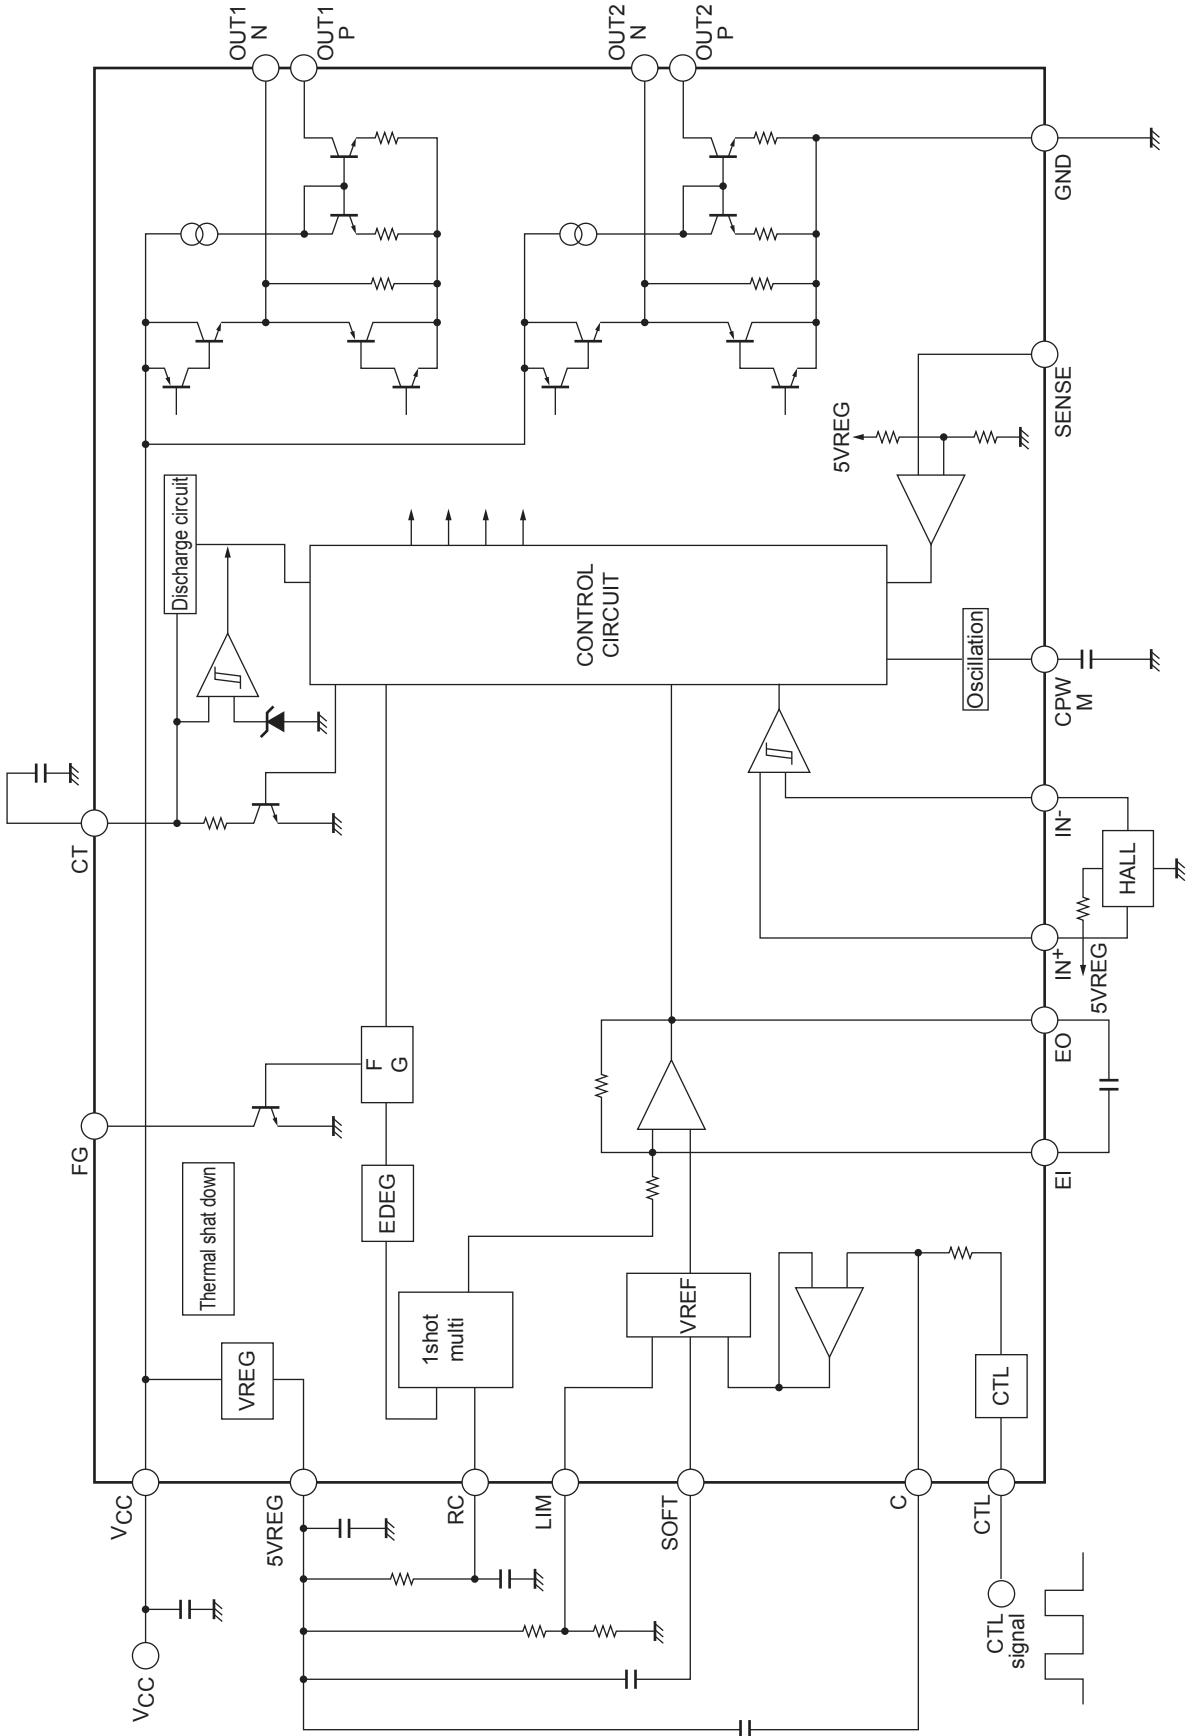 OUT1
N
OUT1
P
OUT2
N
OUT2
P
GND
SENSE
5VREG
Discharge circuit
CONTROL
CIRCUIT
Oscillation
CPW
M
CT
IN-
HALL
IN+
5VREG
EO
EI
FG
F
G
EDEG
Thermal shat down
1shot
multi
VREF
VREG
CTL
VCC
5VREG
RC
LIM
SOFT
C
CTL
VCC
CTL
signal